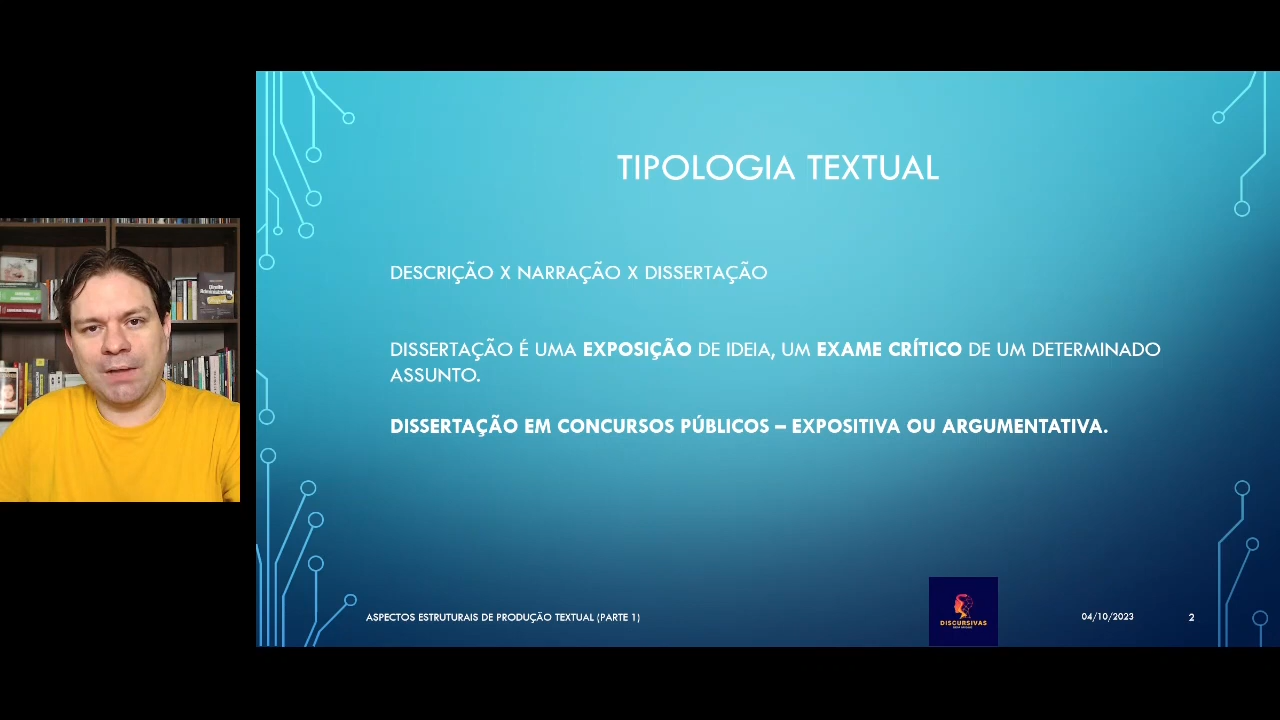 TIPOLOGIA TEXTUAL
DESCRIÇÃO X NARRAÇÃO X DISSERTAÇÃO
DISSERTAÇÃO É UMA EXPOSIÇÃO DE IDEIA, UM EXAME CRÍTICO DE UM DETERMINADO
ASSUNTO.
DISSERTAÇÃO EM CONCURSOS PÚBLICOS – EXPOSITIVA OU ARGUMENTATIVA.
ASPECTOS ESTRUTURAIS DE PRODUÇÃO TEXTUAL (PARTE 1)
DISCURSIVAS
04/10/2023
2